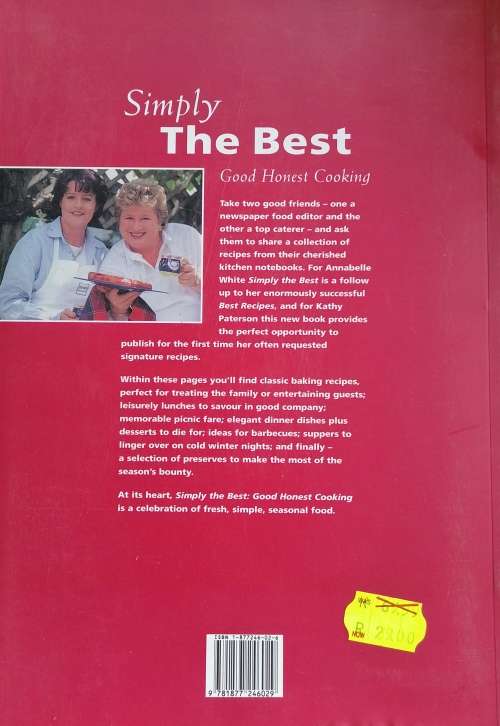 Simply
The Best
Good Honest Cooking
Take two good friends – one a
newspaper food editor and the
other a top caterer – and ask
them to share a collection of
recipes from their cherished
kitchen notebooks. For Annabelle
White Simply the Best is a follow
up to her enormously successful
Best Recipes, and for Kathy
Paterson this new book provides
the perfect opportunity to
publish for the first time her often requested
signature recipes.
Within these pages you'll find classic baking recipes,
perfect for treating the family or entertaining guests;
leisurely lunches to savour in good company;
memorable picnic fare; elegant dinner dishes plus
desserts to die for; ideas for barbecues; suppers to
linger over on cold winter nights; and finally –
a selection of preserves to make the most of the
season's bounty.
At its heart, Simply the Best: Good Honest Cooking
is a celebration of fresh, simple, seasonal food.
NOW
ISBN 1-877246-02-6
9 781877 246029